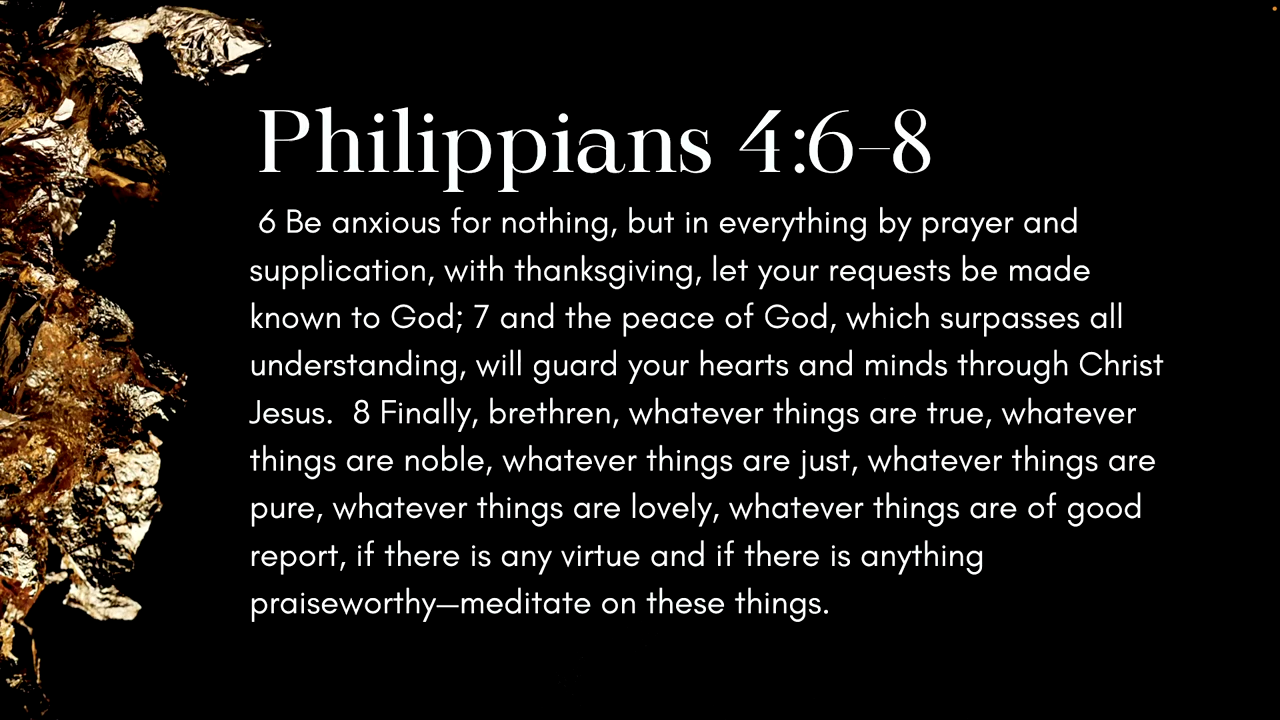 Philippians 4:6-8
6 Be anxious for nothing, but in everything by prayer and
supplication, with thanksgiving, let your requests be made
known to God; 7 and the peace of God, which surpasses all
understanding, will guard your hearts and minds through Christ
Jesus.  8 Finally, brethren, whatever things are true, whatever
things are noble, whatever things are just, whatever things are
pure, whatever things are lovely, whatever things are of good
report, if there is any virtue and if there is anything
praiseworthy—meditate on these things.